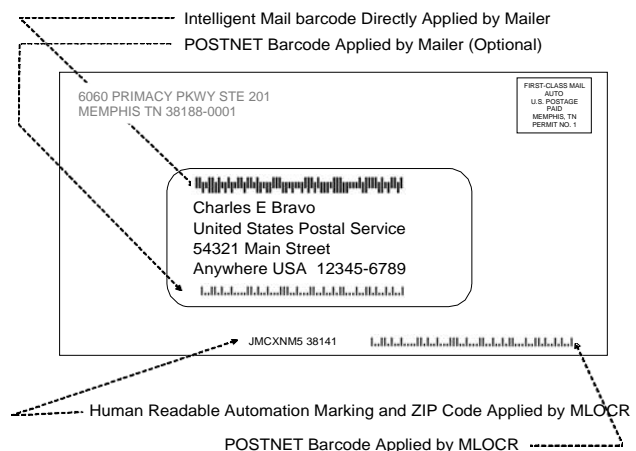 Intelligent Mail barcode Directly Applied by Mailer
POSTNET Barcode Applied by Mailer (Optional)
6060 PRIMACY PKWY STE 201
MEMPHIS TN 38188-0001
FIRST-CLASS MAIL
AUTO
U.S. POSTAGE
PAID
MEMPHIS, TN
PERMIT NO. 1
Charles E Bravo
United States Postal Service
54321 Main Street
Anywhere USA 12345-6789
JMCXNM5 38141
Human Readable Automation Marking and ZIP Code Applied by MLOCR
POSTNET Barcode Applied by MLOCR